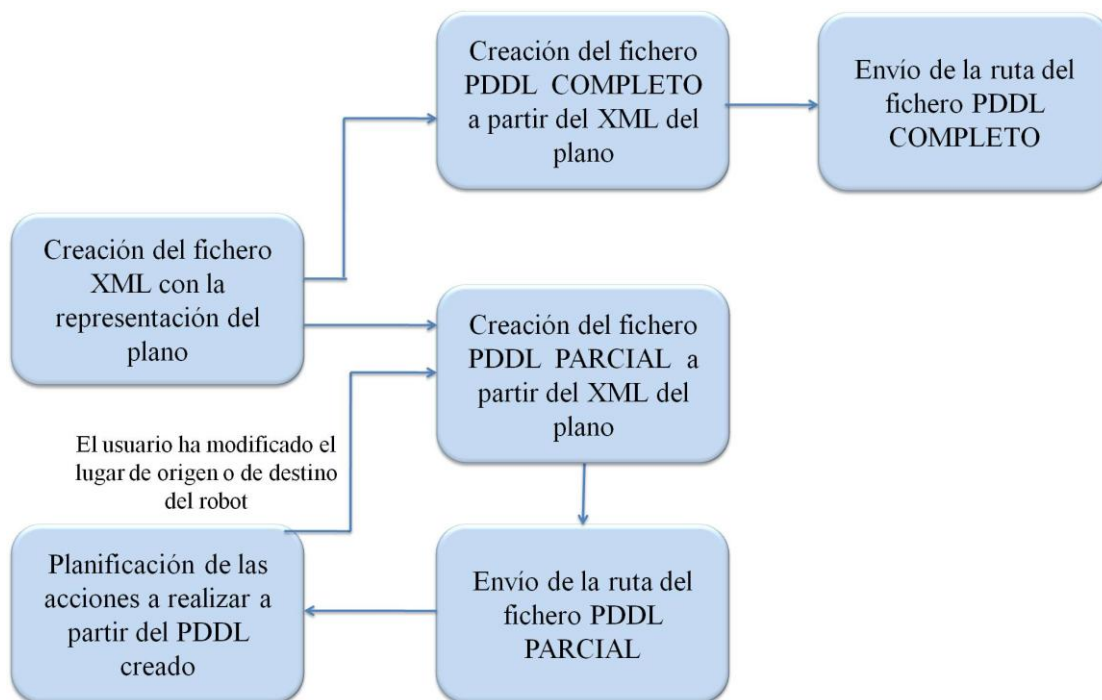 Creación del fichero
PDDL COMPLETO
a partir del XML del
plano
Envío de la ruta del
fichero PDDL
COMPLETO
Creación del fichero
XML con la
representación del
plano
Creación del fichero
PDDL PARCIAL a
partir del XML del
plano
El usuario ha modificado el
lugar de origen o de destino
del robot
Planificación de las
acciones a realizar a
partir del PDDL
creado
Envío de la ruta del
fichero PDDL
PARCIAL